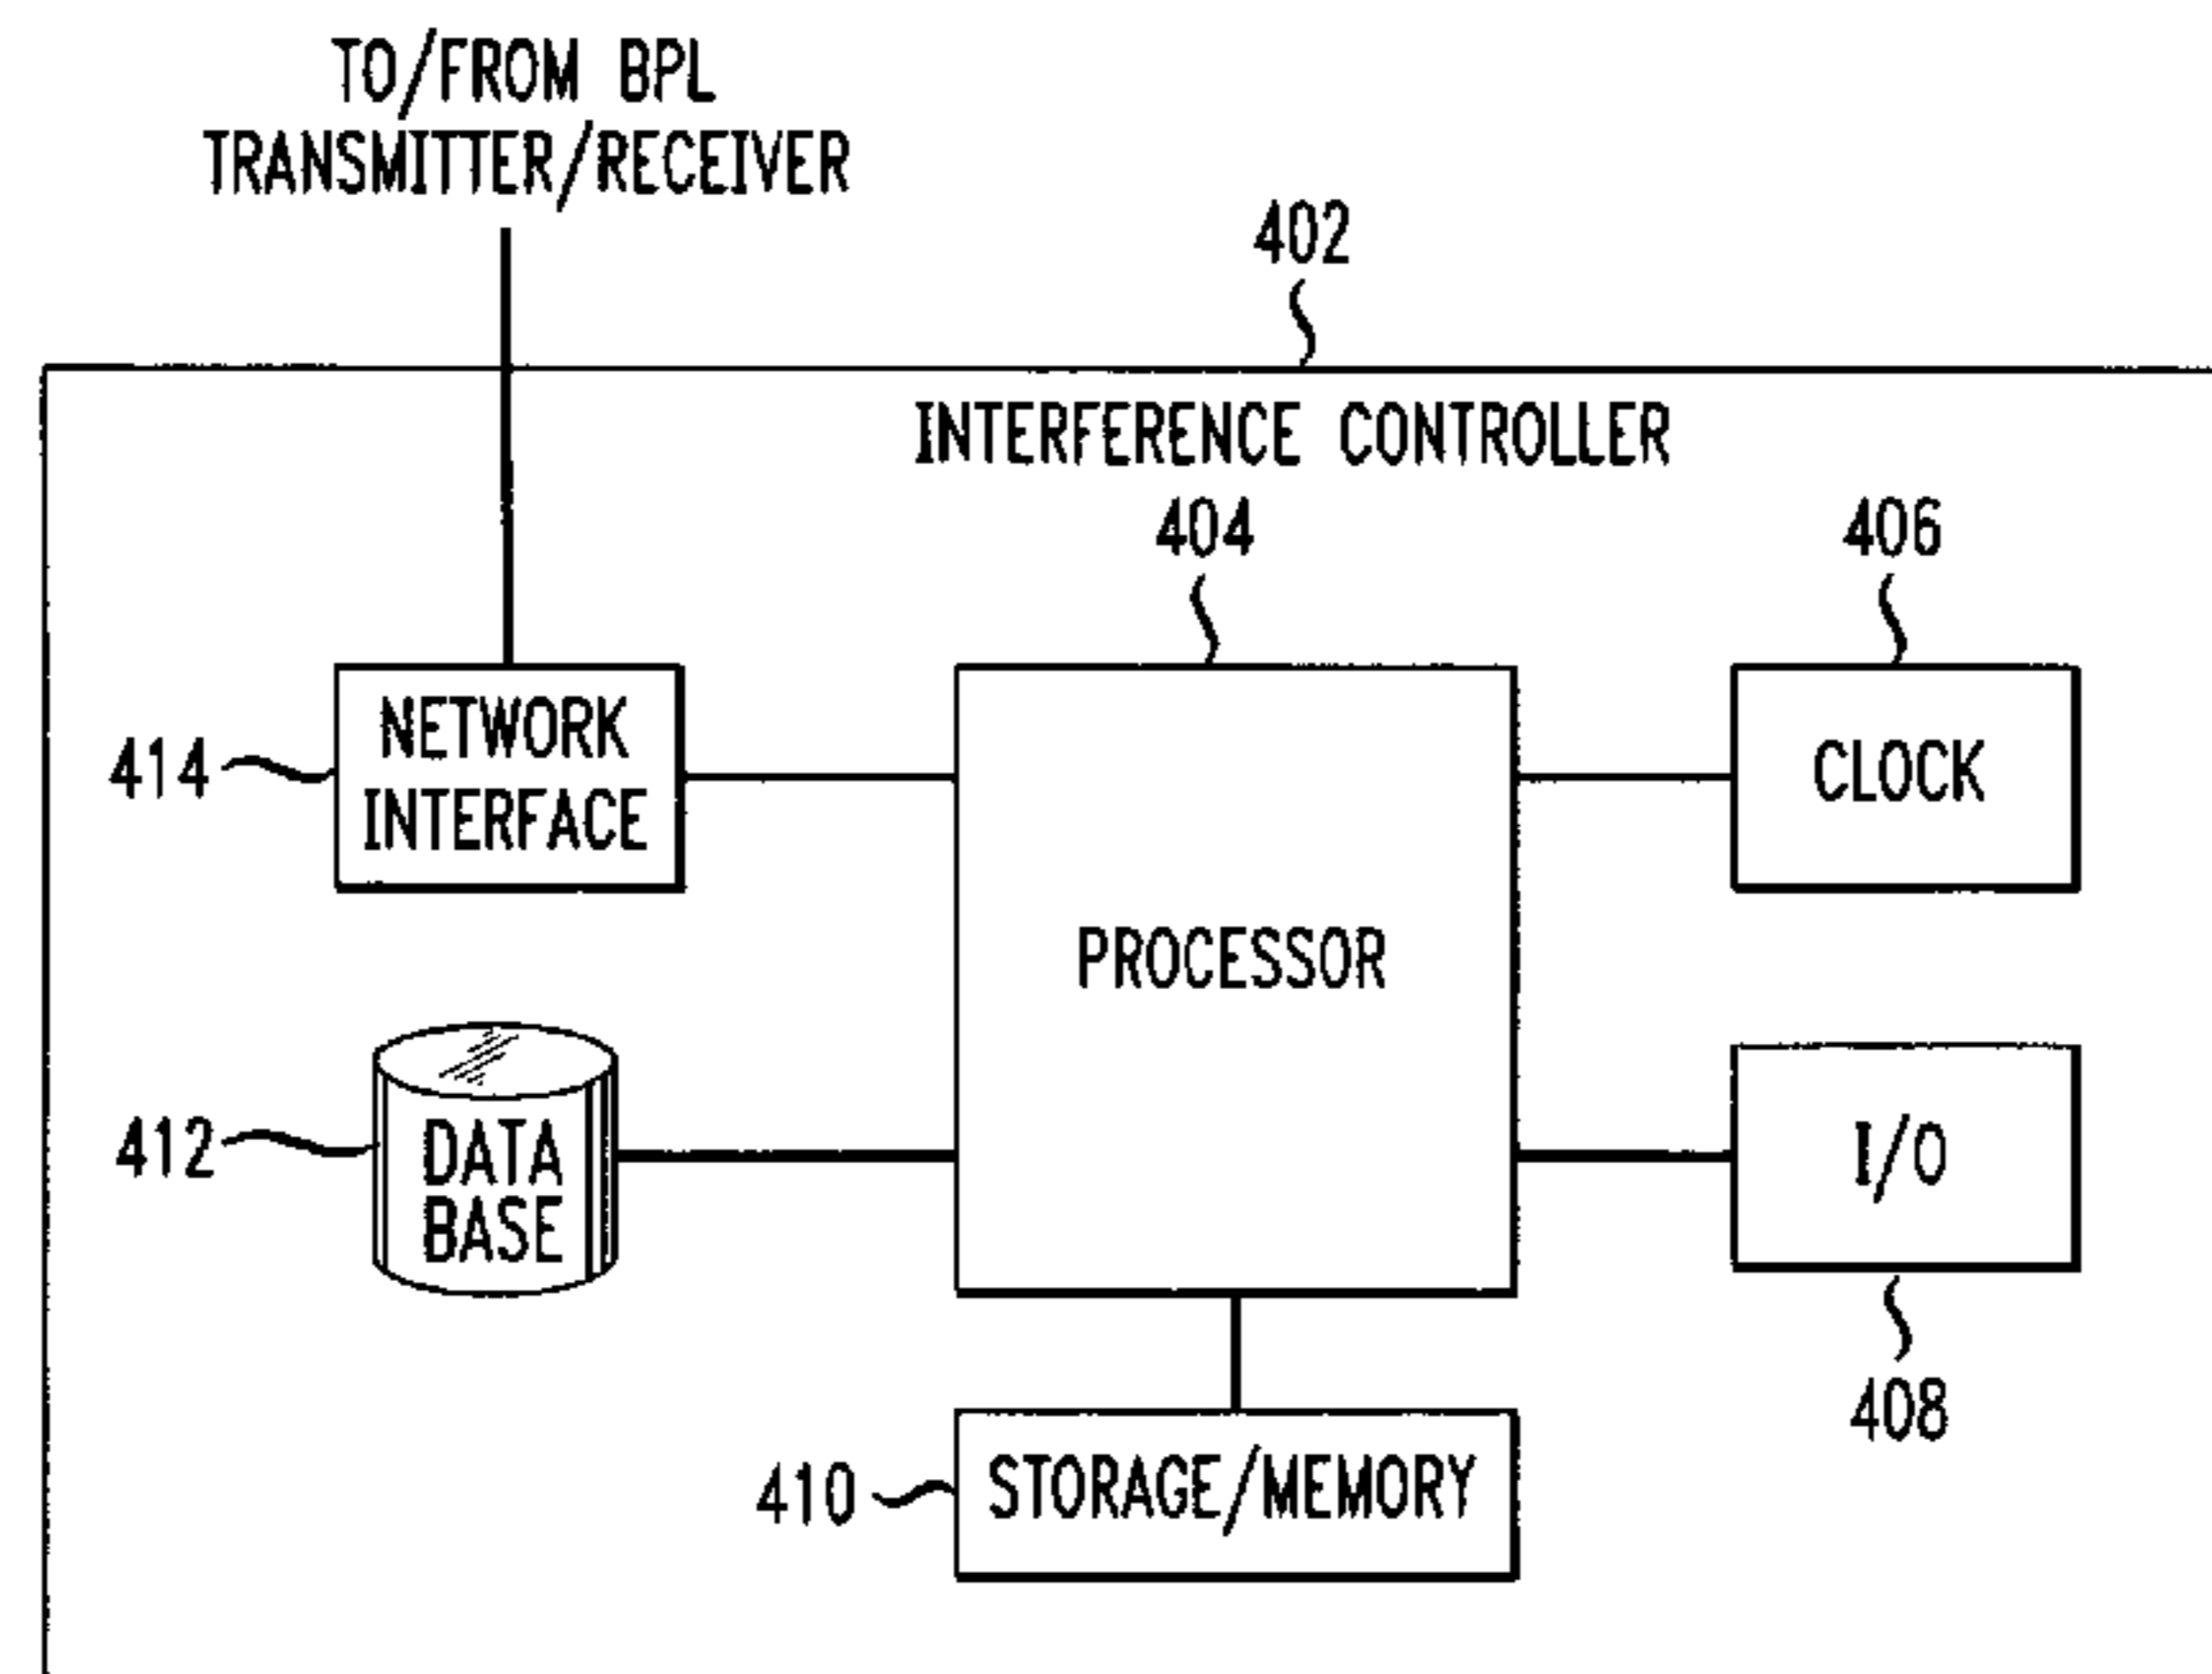 TO/FROM BPL
TRANSMITTER/RECEIVER
402
INTERFERENCE CONTROLLER
404
406
414
NETWORK
INTERFACE
PROCESSOR
CLOCK
412
DATA
BASE
I/O
408
410
STORAGE/MEMORY